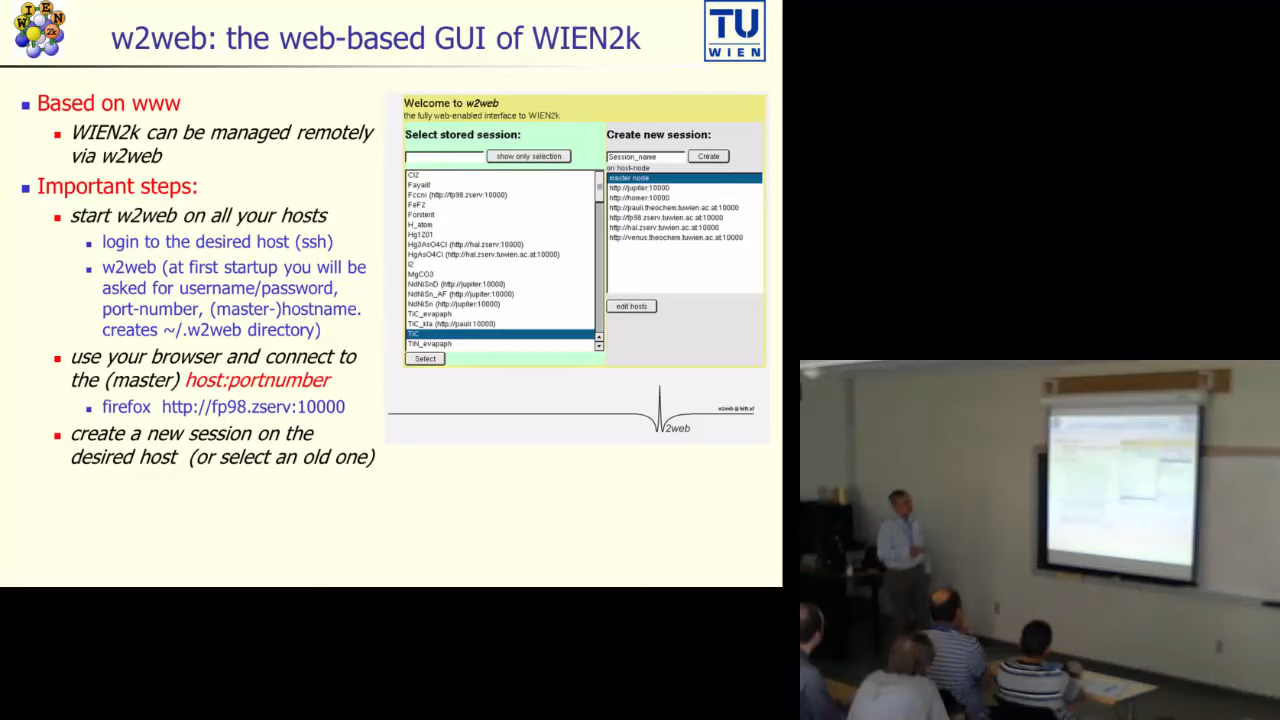 WIEN
2k
w2web: the web-based GUI of WIEN2k
TU
WIEN
Based on www
WIEN2k can be managed remotely
via w2web
Important steps:
start w2web on all your hosts
login to the desired host (ssh)
w2web (at first startup you will be
asked for username/password,
port-number, (master-)hostname.
creates ~/.w2web directory)
use your browser and connect to
the (master) host:portnumber
firefox http://fp98.zserv:10000
create a new session on the
desired host (or select an old one)
Welcome to w2web
the fully web-enabled interface to WIEN2k
Select stored session:
show only selection
Cl2
Fayalit
Fccni (http://fp98.zserv:10000)
FeF2
Forsterit
H_atom
Hg1201
Hg3AsO4Cl (http://hal.zserv:10000)
HgAsO4Cl (http://hal.zserv.tuwien.ac.at:10000)
I2
MgCO3
NdNiSnD (http://jupiter:10000)
NdNiSn_AF (http://jupiter:10000)
NdNiSn (http://jupiter:10000)
TiC_evapaph
TiC_kla (http://pauli:10000)
TiC
TiN_evapaph
Select
Create new session:
Session_name Create
on host-node
master node
http://jupiter:10000
http://homer:10000
http://pauli.theochem.tuwien.ac.at:10000
http://fp98.zserv.tuwien.ac.at:10000
http://hal.zserv.tuwien.ac.at:10000
http://venus.theochem.tuwien.ac.at:10000
edit hosts
2web